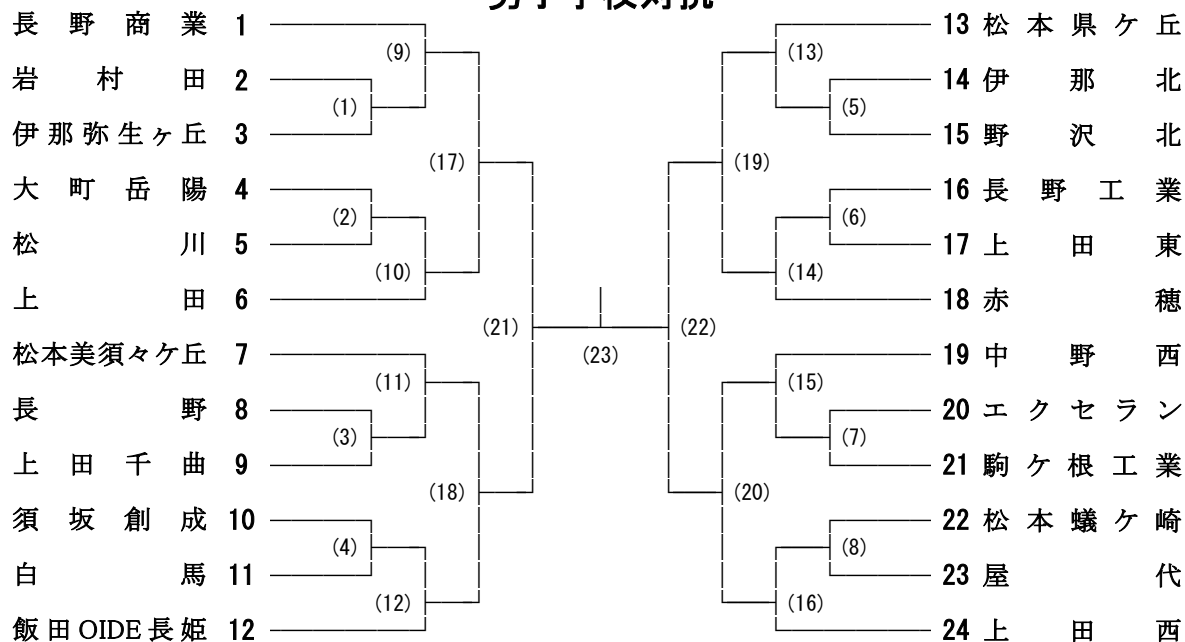 男子学校対抗
長野商業 1
(9)
岩村田 2
(1)
伊那弥生ヶ丘 3
(17)
大町岳陽 4
(2)
松川 5
(10)
上田 6
(21)
松本美須々ケ丘 7
(11)
長野 8
(3)
上田千曲 9
(18)
須坂創成 10
(4)
白馬 11
(12)
飯田OIDE長姫 12
(23)
13 松本県ケ丘
(13)
14 伊那北
(5)
15 野沢北
(19)
16 長野工業
(6)
17 上田東
(14)
18 赤穂
(22)
19 中野西
(15)
20 エクセラン
(7)
21 駒ケ根工業
(20)
22 松本蟻ケ崎
(8)
23 屋代
(16)
24 上田西